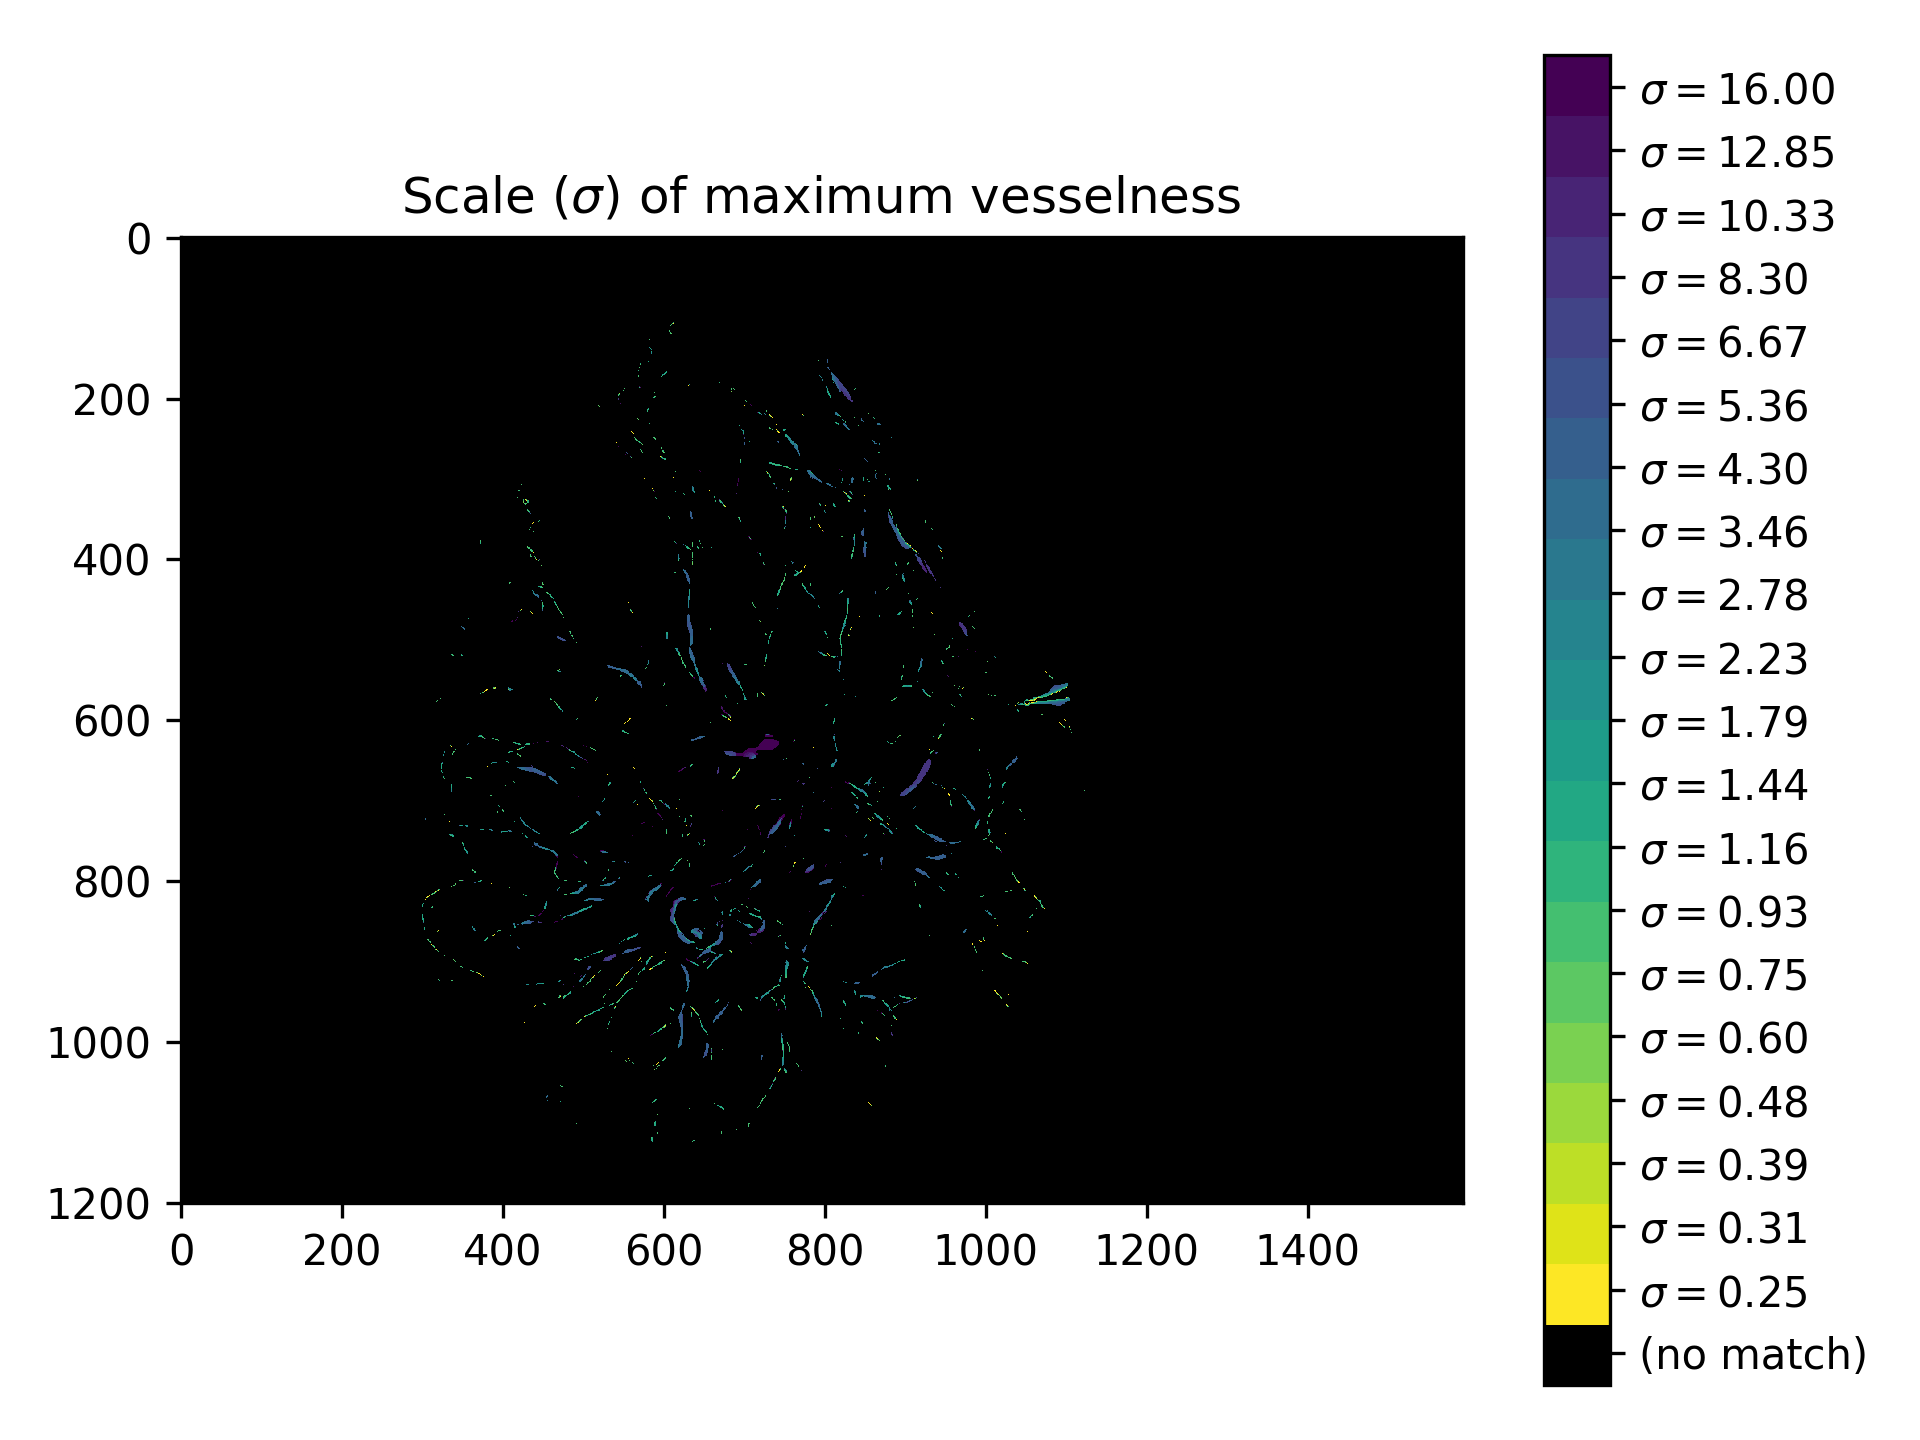 Scale (σ) of maximum vesselness
0
200
400
600
800
1000
1200
0 200 400 600 800 1000 1200 1400
σ = 16.00
σ = 12.85
σ = 10.33
σ = 8.30
σ = 6.67
σ = 5.36
σ = 4.30
σ = 3.46
σ = 2.78
σ = 2.23
σ = 1.79
σ = 1.44
σ = 1.16
σ = 0.93
σ = 0.75
σ = 0.60
σ = 0.48
σ = 0.39
σ = 0.31
σ = 0.25
(no match)